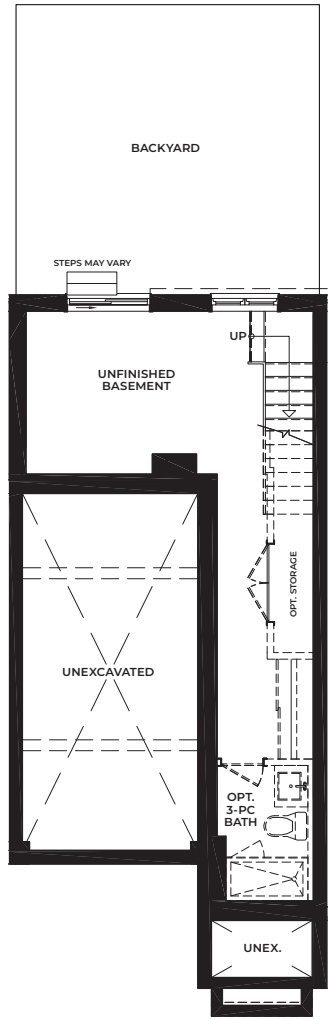 BACKYARD
STEPS MAY VARY
UP
UNFINISHED
BASEMENT
OPT. STORAGE
UNEXCAVATED
OPT.
3-PC
BATH
UNEX.